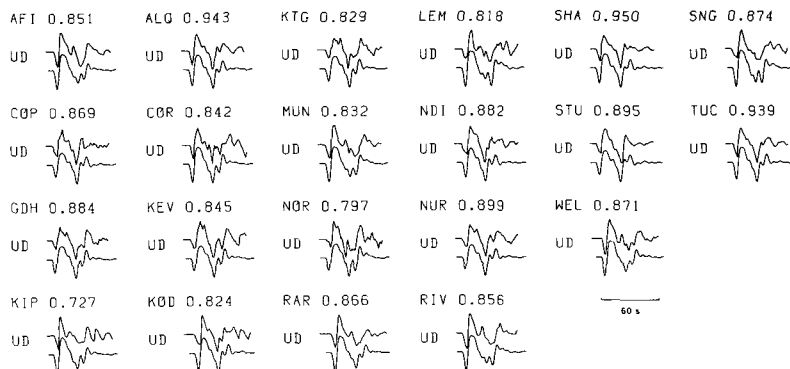 AFI 0.851 ALQ 0.943 KTG 0.829 LEM 0.818 SHA 0.950 SNG 0.874
UD UD UD UD UD UD
CØP 0.869 CØR 0.842 MUN 0.832 NDI 0.882 STU 0.895 TUC 0.939
UD UD UD UD UD UD
GDH 0.884 KEV 0.845 NØR 0.797 NUR 0.899 WEL 0.871
UD UD UD UD UD
60 s
KIP 0.727 KØD 0.824 RAR 0.866 RIV 0.856
UD UD UD UD